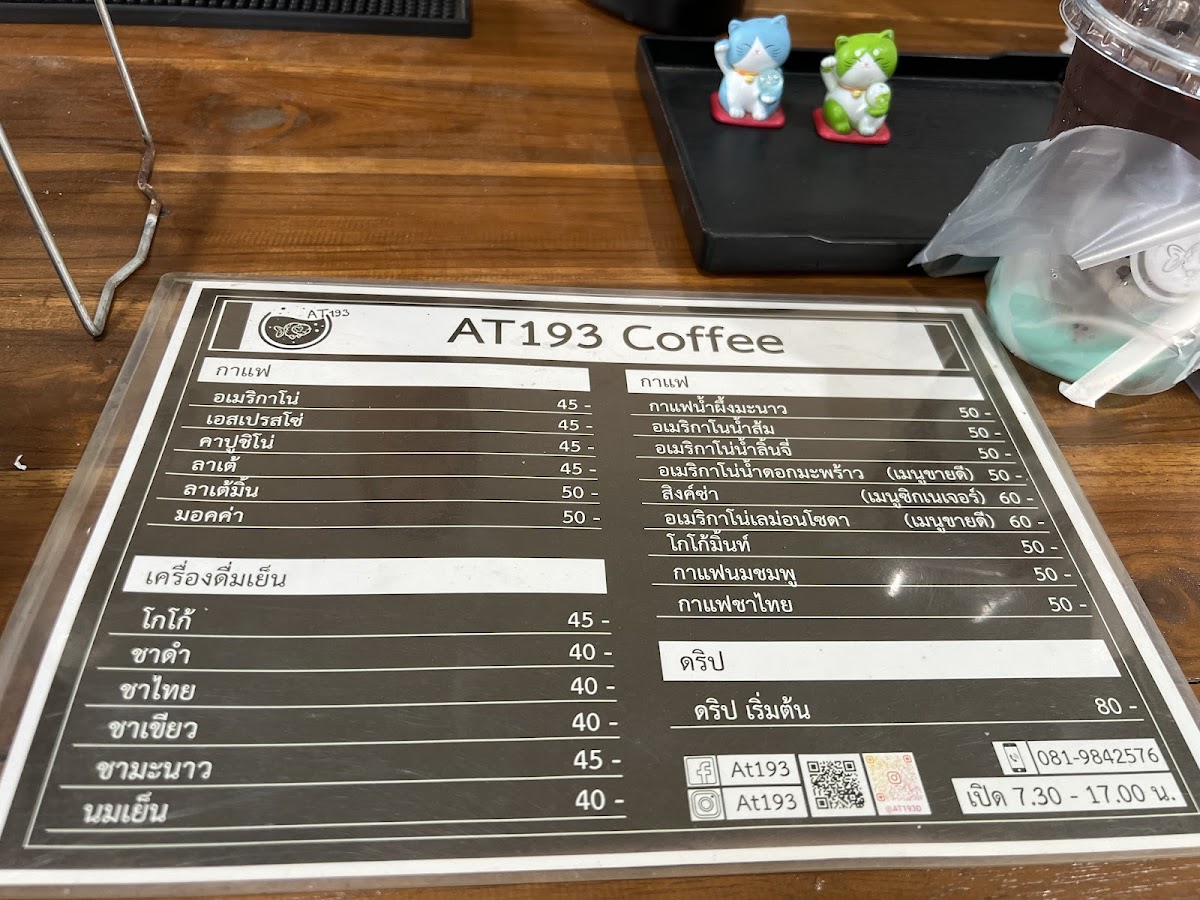 AT193
AT193 Coffee
กาแฟ
อเมริกาโน่ 45 -
เอสเปรสโซ่ 45 -
คาปูชิโน่ 45 -
ลาเต้ 45 -
ลาเต้มิ้น 50 -
มอคค่า 50 -
เครื่องดื่มเย็น
โกโก้ 45 -
ชาดำ 40 -
ชาไทย 40 -
ชาเขียว 40 -
ชามะนาว 45 -
นมเย็น 40 -
กาแฟ
กาแฟน้ำผึ้งมะนาว 50 -
อเมริกาโนน้ำส้ม 50 -
อเมริกาโน่น้ำลิ้นจี่ 50 -
อเมริกาโน่น้ำดอกมะพร้าว (เมนูขายดี) 50 -
สิงค์ซ่า (เมนูซิกเนเจอร์) 60 -
อเมริกาโน่เลม่อนโซดา (เมนูขายดี) 60 -
โกโก้มิ้นท์ 50 -
กาแฟนมชมพู 50 -
กาแฟชาไทย 50 -
ดริป
ดริป เริ่มต้น 80 -
At193
At193
@AT193D
081-9842576
เปิด 7.30 - 17.00 น.